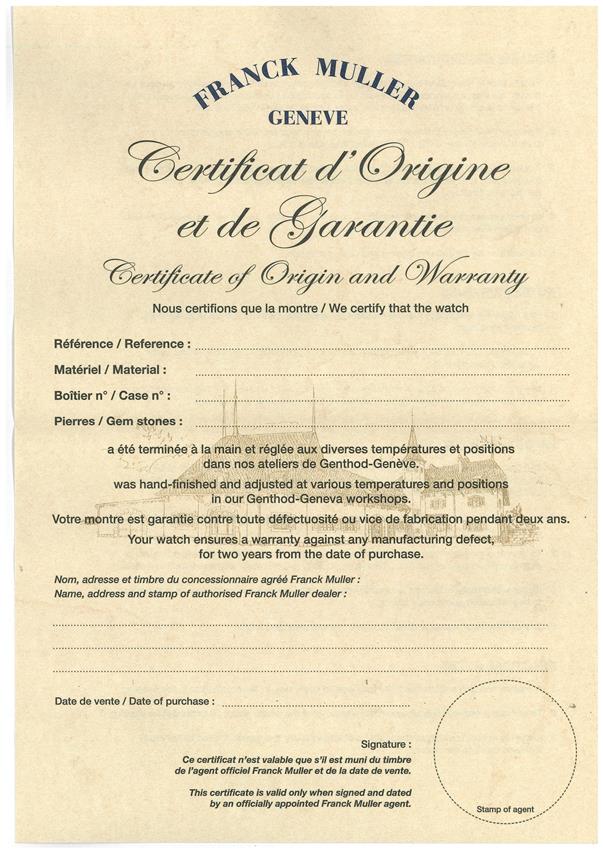 FRANCK MULLER
GENEVE
Certificat d'Origine
et de Garantie
Certificate of Origin and Warranty
Nous certifions que la montre / We certify that the watch
Référence / Reference :
Matériel / Material :
Boîtier n° / Case n° :
Pierres / Gem stones :
a été terminée à la main et réglée aux diverses températures et positions
dans nos ateliers de Genthod-Genève.
was hand-finished and adjusted at various temperatures and positions
in our Genthod-Geneva workshops.
Votre montre est garantie contre toute défectuosité ou vice de fabrication pendant deux ans.
Your watch ensures a warranty against any manufacturing defect,
for two years from the date of purchase.
Nom, adresse et timbre du concessionnaire agréé Franck Muller :
Name, address and stamp of authorised Franck Muller dealer :
Date de vente / Date of purchase :
Signature :
Ce certificat n'est valable que s'il est muni du timbre
de l'agent officiel Franck Muller et de la date de vente.
This certificate is valid only when signed and dated
by an officially appointed Franck Muller agent.
Stamp of agent